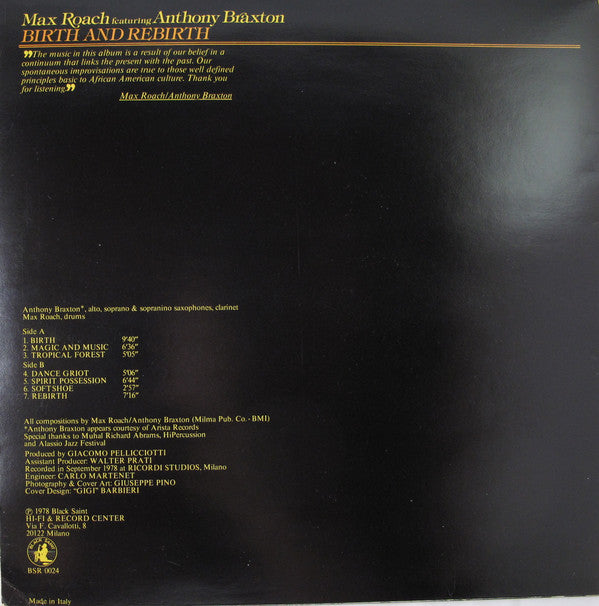 Max Roach featuring Anthony Braxton
BIRTH AND REBIRTH
"The music in this album is a result of our belief in a
continuum that links the present with the past. Our
spontaneous improvisations are true to those well defined
principles basic to African American culture. Thank you
for listening."
Max Roach/Anthony Braxton
Anthony Braxton*, alto, soprano & sopranino saxophones, clarinet
Max Roach, drums
Side A
1. BIRTH 9'40"
2. MAGIC AND MUSIC 6'36"
3. TROPICAL FOREST 5'05"
Side B
4. DANCE GRIOT 5'06"
5. SPIRIT POSSESSION 6'44"
6. SOFTSHOE 2'57"
7. REBIRTH 7'16"
All compositions by Max Roach/Anthony Braxton (Milma Pub. Co. - BMI)
*Anthony Braxton appears courtesy of Arista Records
Special thanks to Muhal Richard Abrams, HiPercussion
and Alassio Jazz Festival
Produced by GIACOMO PELLICCIOTTI
Assistant Producer: WALTER PRATI
Recorded in September 1978 at RICORDI STUDIOS, Milano
Engineer: CARLO MARTENET
Photography & Cover Art: GIUSEPPE PINO
Cover Design: "GIGI" BARBIERI
℗ 1978 Black Saint
HI-FI & RECORD CENTER
Via F. Cavallotti, 8
20122 Milano
BLACK SAINT
BSR 0024
Made in Italy